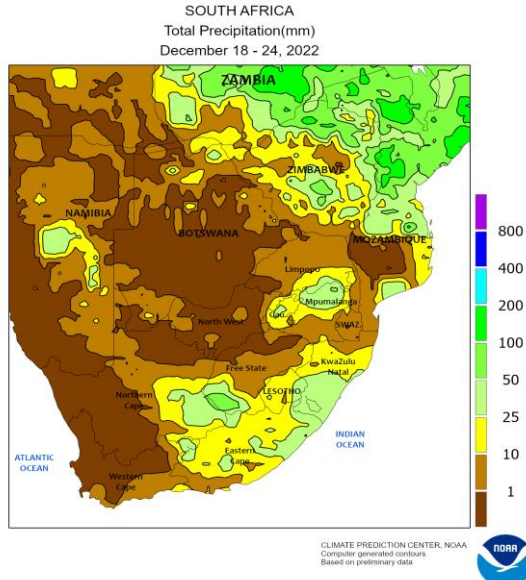 SOUTH AFRICA
Total Precipitation(mm)
December 18 - 24, 2022
ZAMBIA
ZIMBABWE
NAMIBIA
BOTSWANA
MOZAMBIQUE
Limpopo
Mpumalanga
Gau.
North West
SWAZ.
Free State
KwaZulu
Natal
LESOTHO
Northern
Cape
Eastern
Cape
Western
Cape
ATLANTIC
OCEAN
INDIAN
OCEAN
800
400
200
100
50
25
10
1
CLIMATE PREDICTION CENTER, NOAA
Computer generated contours
Based on preliminary data
NOAA